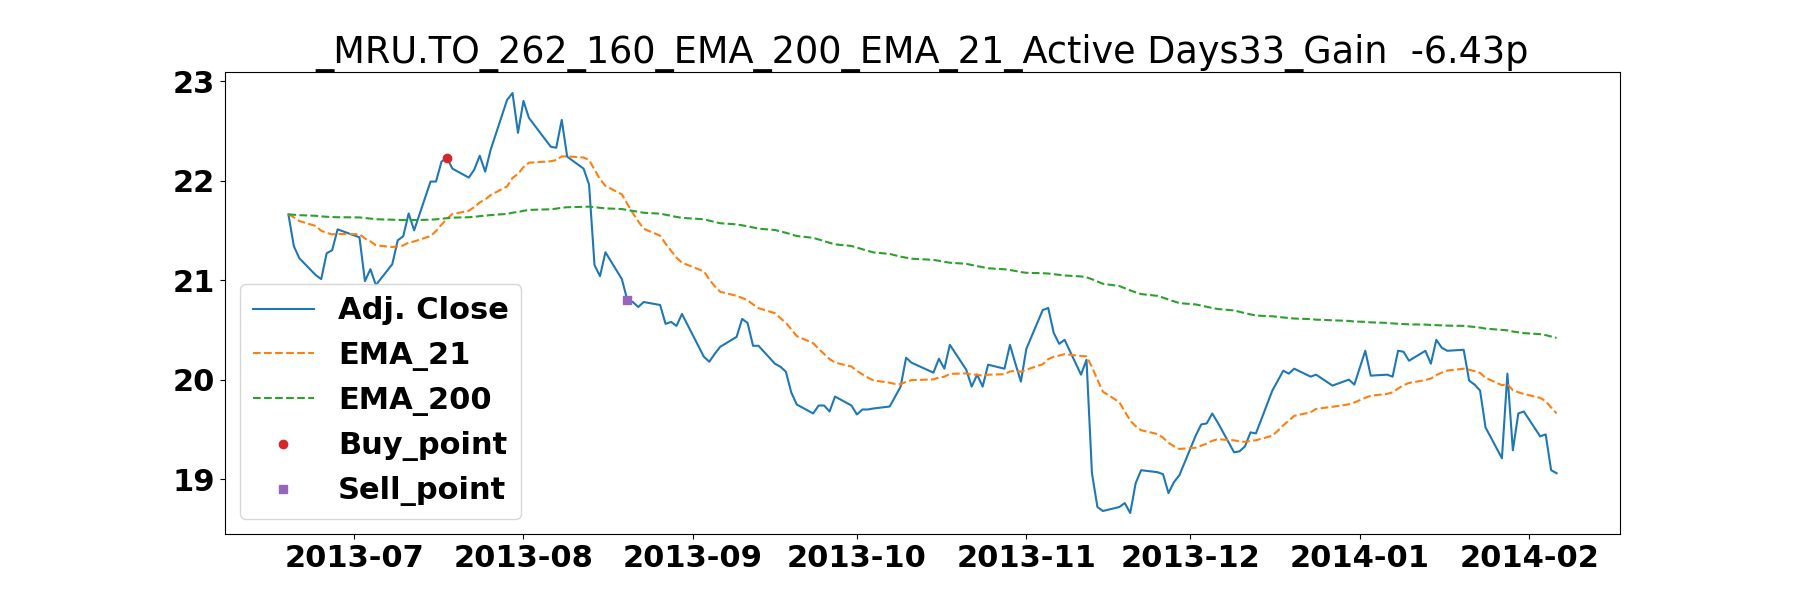 _MRU.TO_262_160_EMA_200_EMA_21_Active Days33_Gain  -6.43p
23
22
21
20
19
Adj. Close
EMA_21
EMA_200
Buy_point
Sell_point
2013-07 2013-08 2013-09 2013-10 2013-11 2013-12 2014-01 2014-02